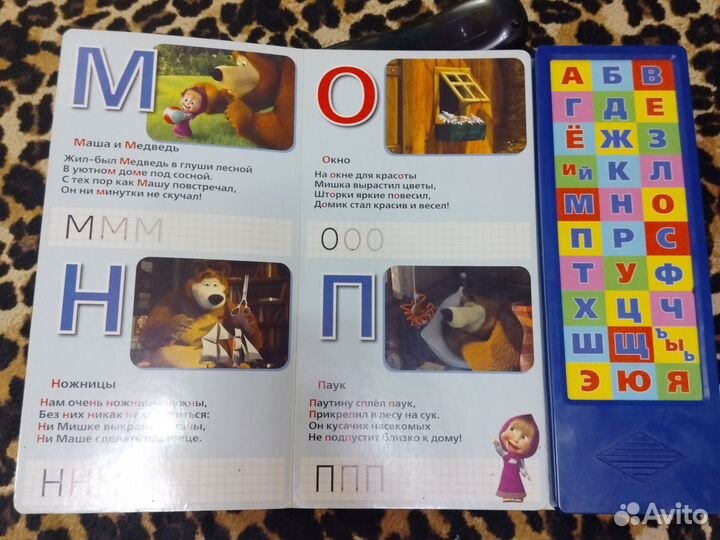 М
Маша и Медведь
Жил-был Медведь в глуши лесной
В уютном доме под сосной.
С тех пор как Машу повстречал,
Он ни минутки не скучал!
М М М
О
Окно
На окне для красоты
Мишка вырастил цветы,
Шторки яркие повесил,
Домик стал красив и весел!
О О О
Н
Ножницы
Нам очень ножницы нужны,
Без них никак не
Ни Мишке
Ни Маше сделать
Н Н
П
Паук
Паутину сплёл паук,
Прикрепил в лесу на сук.
Он кусачих насекомых
Не подпустит близко к дому!
П П П
А Б В
Г Д Е
Ё Ж З
И Й К Л
М Н О
П Р С
Т У Ф
Х Ц Ч
Ш Щ Ъ Ы Ь
Э Ю Я
Avito